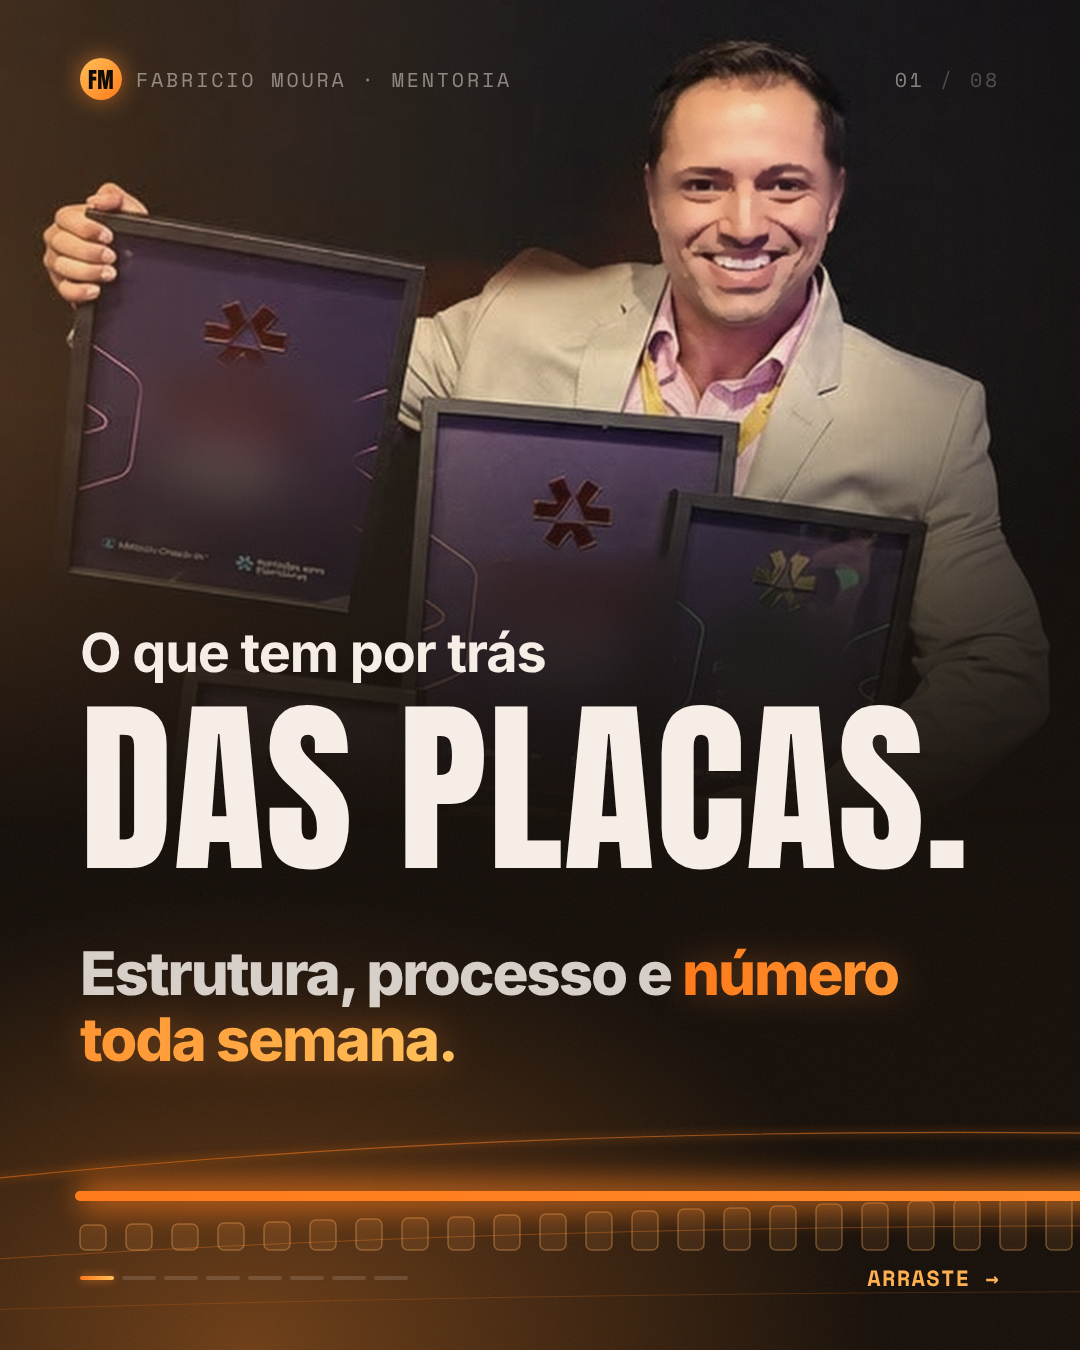 FM FABRICIO MOURA · MENTORIA
01 / 08
O que tem por trás
DAS PLACAS.
Estrutura, processo e número
toda semana.
ARRASTE →